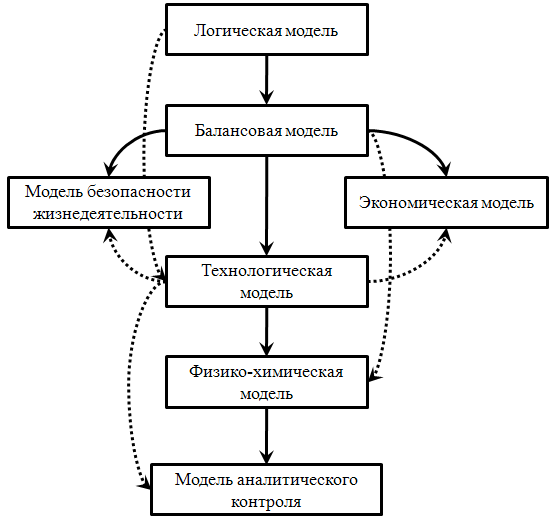 Логическая модель
Балансовая модель
Модель безопасности
жизнедеятельности
Экономическая модель
Технологическая
модель
Физико-химическая
модель
Модель аналитического
контроля